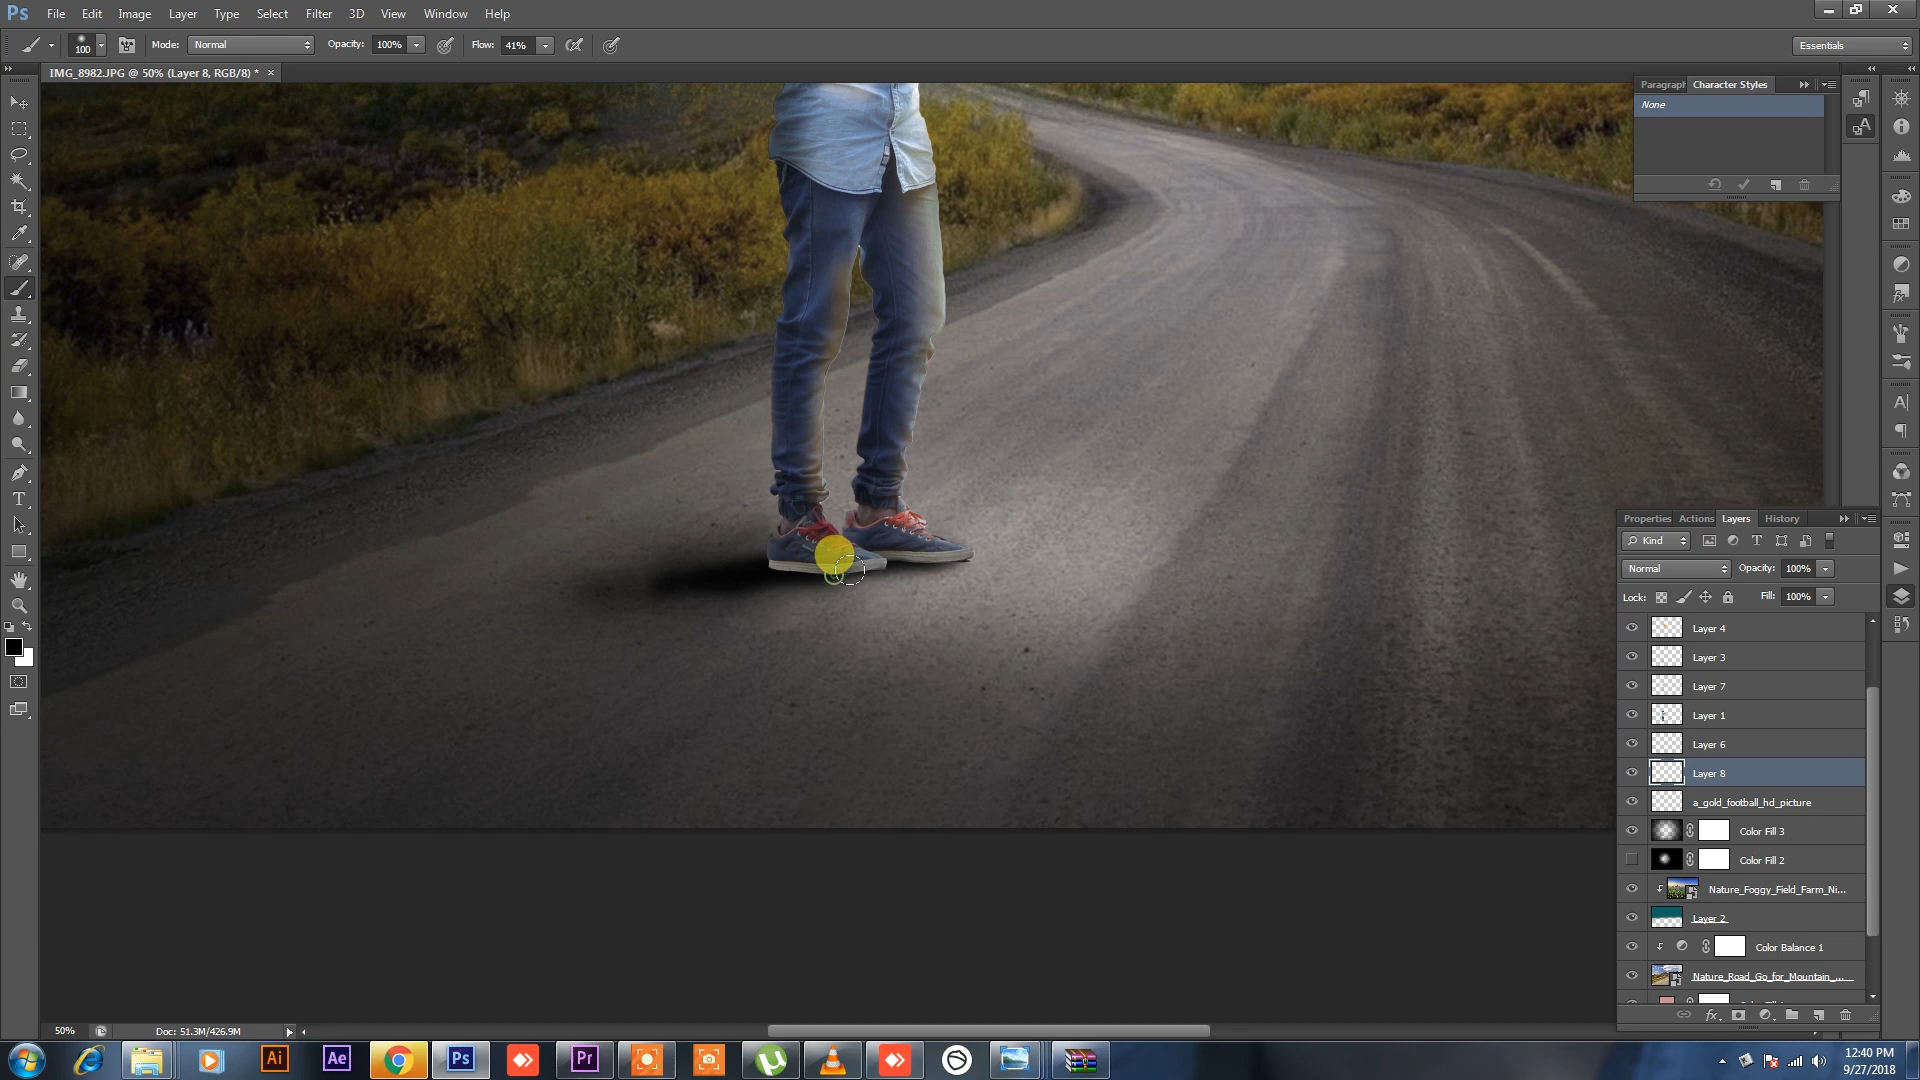 Ps File Edit Image Layer Type Select Filter 3D View Window Help
100 Mode: Normal Opacity: 100% Flow: 41% Essentials
IMG_8982.JPG @ 50% (Layer 8, RGB/8) * ×
Paragraph Character Styles
None
Properties Actions Layers History
Kind
Normal Opacity: 100%
Lock: Fill: 100%
Layer 4
Layer 3
Layer 7
Layer 1
Layer 6
Layer 8
a_gold_football_hd_picture
Color Fill 3
Color Fill 2
Nature_Foggy_Field_Farm_Ni...
Layer 2
Color Balance 1
Nature_Road_Go_for_Mountain_...
50% Doc: 51.3M/426.9M
Ai Ae Ps Pr
12:40 PM
9/27/2018